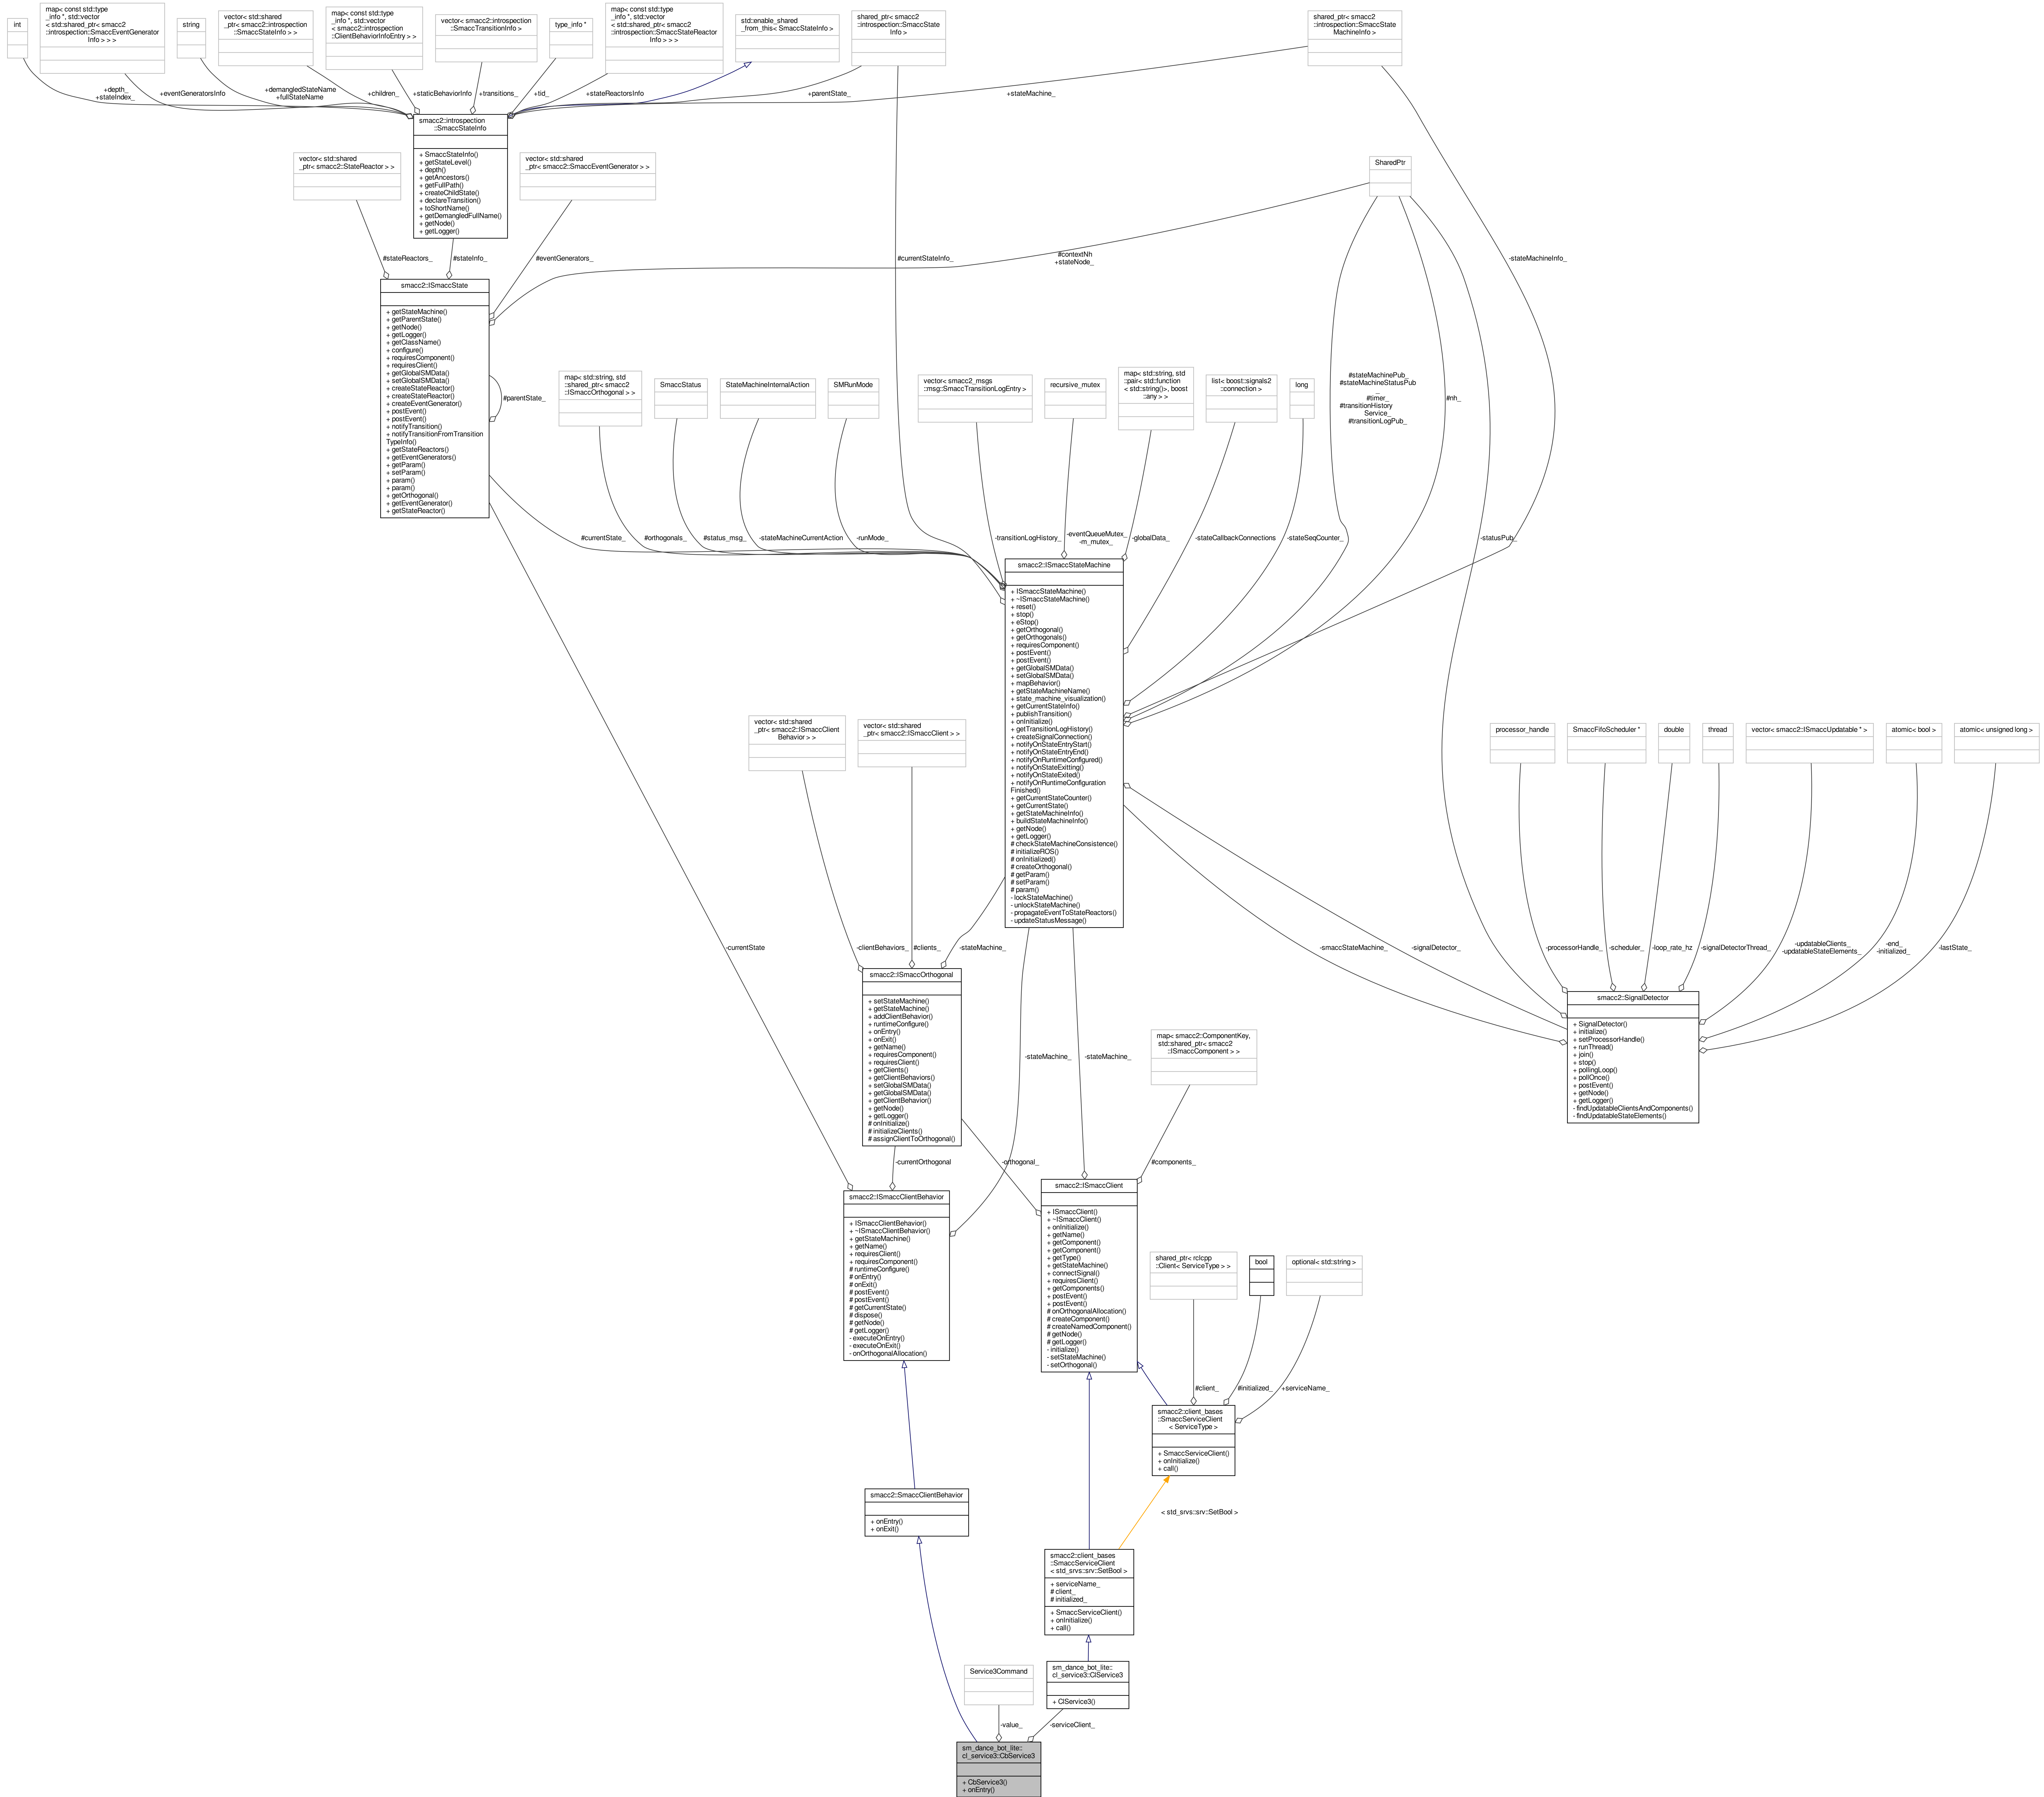 int
map< const std::type
_info *, std::vector
< std::shared_ptr< smacc2
::introspection::SmaccEventGenerator
Info > > >
string
vector< std::shared
_ptr< smacc2::introspection
::SmaccStateInfo > >
map< const std::type
_info *, std::vector
< smacc2::introspection
::ClientBehaviorInfoEntry > >
vector< smacc2::introspection
::SmaccTransitionInfo >
type_info *
map< const std::type
_info *, std::vector
< std::shared_ptr< smacc2
::introspection::SmaccStateReactor
Info > > >
std::enable_shared
_from_this< SmaccStateInfo >
shared_ptr< smacc2
::introspection::SmaccState
Info >
shared_ptr< smacc2
::introspection::SmaccState
MachineInfo >
+depth_
+stateIndex_
+eventGeneratorsInfo
+demangledStateName
+fullStateName
+children_
+staticBehaviorInfo
+transitions_
+tid_
+stateReactorsInfo
+parentState_
+stateMachine_
smacc2::introspection
::SmaccStateInfo
+ SmaccStateInfo()
+ getStateLevel()
+ depth()
+ getAncestors()
+ getFullPath()
+ createChildState()
+ declareTransition()
+ toShortName()
+ getDemangledFullName()
+ getNode()
+ getLogger()
vector< std::shared
_ptr< smacc2::StateReactor > >
vector< std::shared
_ptr< smacc2::SmaccEventGenerator > >
SharedPtr
#stateReactors_
#stateInfo_
#eventGenerators_
#currentStateInfo_
#contextNh
+stateNode_
-stateMachineInfo_
smacc2::ISmaccState
+ getStateMachine()
+ getParentState()
+ getNode()
+ getLogger()
+ getClassName()
+ configure()
+ requiresComponent()
+ requiresClient()
+ getGlobalSMData()
+ setGlobalSMData()
+ createStateReactor()
+ createStateReactor()
+ createEventGenerator()
+ postEvent()
+ postEvent()
+ notifyTransition()
+ notifyTransitionFromTransition
TypeInfo()
+ getStateReactors()
+ getEventGenerators()
+ getParam()
+ setParam()
+ param()
+ param()
+ getOrthogonal()
+ getEventGenerator()
+ getStateReactor()
#parentState_
map< std::string, std
::shared_ptr< smacc2
::ISmaccOrthogonal > >
SmaccStatus
StateMachineInternalAction
SMRunMode
vector< smacc2_msgs
::msg::SmaccTransitionLogEntry >
recursive_mutex
map< std::string, std
::pair< std::function
< std::string()>, boost
::any > >
list< boost::signals2
::connection >
long
#stateMachinePub_
#stateMachineStatusPub
_
#timer_
#transitionHistory
Service_
#transitionLogPub_
#nh_
#currentState_
#orthogonals_
#status_msg_
-stateMachineCurrentAction
-runMode_
-transitionLogHistory_
-eventQueueMutex_
-m_mutex_
-globalData_
-stateCallbackConnections
-stateSeqCounter_
-statusPub_
smacc2::ISmaccStateMachine
+ ISmaccStateMachine()
+ ~ISmaccStateMachine()
+ reset()
+ stop()
+ eStop()
+ getOrthogonal()
+ getOrthogonals()
+ requiresComponent()
+ postEvent()
+ postEvent()
+ getGlobalSMData()
+ setGlobalSMData()
+ mapBehavior()
+ getStateMachineName()
+ state_machine_visualization()
+ getCurrentStateInfo()
+ publishTransition()
+ onInitialize()
+ getTransitionLogHistory()
+ createSignalConnection()
+ notifyOnStateEntryStart()
+ notifyOnStateEntryEnd()
+ notifyOnRuntimeConfigured()
+ notifyOnStateExitting()
+ notifyOnStateExited()
+ notifyOnRuntimeConfiguration
Finished()
+ getCurrentStateCounter()
+ getCurrentState()
+ getStateMachineInfo()
+ buildStateMachineInfo()
+ getNode()
+ getLogger()
# checkStateMachineConsistence()
# initializeROS()
# onInitialized()
# createOrthogonal()
# getParam()
# setParam()
# param()
- lockStateMachine()
- unlockStateMachine()
- propagateEventToStateReactors()
- updateStatusMessage()
vector< std::shared
_ptr< smacc2::ISmaccClient
Behavior > >
vector< std::shared
_ptr< smacc2::ISmaccClient > >
processor_handle
SmaccFifoScheduler *
double
thread
vector< smacc2::ISmaccUpdatable * >
atomic< bool >
atomic< unsigned long >
-currentState
-clientBehaviors_
#clients_
-stateMachine_
-smaccStateMachine_
-signalDetector_
-processorHandle_
-scheduler_
-loop_rate_hz
-signalDetectorThread_
-updatableClients_
-updatableStateElements_
-end_
-initialized_
-lastState_
smacc2::ISmaccOrthogonal
+ setStateMachine()
+ getStateMachine()
+ addClientBehavior()
+ runtimeConfigure()
+ onEntry()
+ onExit()
+ getName()
+ requiresComponent()
+ requiresClient()
+ getClients()
+ getClientBehaviors()
+ setGlobalSMData()
+ getGlobalSMData()
+ getClientBehavior()
+ getNode()
+ getLogger()
# onInitialize()
# initializeClients()
# assignClientToOrthogonal()
smacc2::SignalDetector
+ SignalDetector()
+ initialize()
+ setProcessorHandle()
+ runThread()
+ join()
+ stop()
+ pollingLoop()
+ pollOnce()
+ postEvent()
+ getNode()
+ getLogger()
- findUpdatableClientsAndComponents()
- findUpdatableStateElements()
-stateMachine_
-stateMachine_
map< smacc2::ComponentKey,
std::shared_ptr< smacc2
::ISmaccComponent > >
-currentOrthogonal
-orthogonal_
#components_
smacc2::ISmaccClientBehavior
+ ISmaccClientBehavior()
+ ~ISmaccClientBehavior()
+ getStateMachine()
+ getName()
+ requiresClient()
+ requiresComponent()
# runtimeConfigure()
# onEntry()
# onExit()
# postEvent()
# postEvent()
# getCurrentState()
# dispose()
# getNode()
# getLogger()
- executeOnEntry()
- executeOnExit()
- onOrthogonalAllocation()
smacc2::ISmaccClient
+ ISmaccClient()
+ ~ISmaccClient()
+ onInitialize()
+ getName()
+ getComponent()
+ getComponent()
+ getType()
+ getStateMachine()
+ connectSignal()
+ requiresClient()
+ getComponents()
+ postEvent()
+ postEvent()
# onOrthogonalAllocation()
# createComponent()
# createNamedComponent()
# getNode()
# getLogger()
- initialize()
- setStateMachine()
- setOrthogonal()
shared_ptr< rclcpp
::Client< ServiceType > >
bool
optional< std::string >
#client_
#initialized_
+serviceName_
smacc2::client_bases
::SmaccServiceClient
< ServiceType >
+ SmaccServiceClient()
+ onInitialize()
+ call()
smacc2::SmaccClientBehavior
+ onEntry()
+ onExit()
< std_srvs::srv::SetBool >
smacc2::client_bases
::SmaccServiceClient
< std_srvs::srv::SetBool >
+ serviceName_
# client_
# initialized_
+ SmaccServiceClient()
+ onInitialize()
+ call()
Service3Command
sm_dance_bot_lite::
cl_service3::ClService3
+ ClService3()
-value_
-serviceClient_
sm_dance_bot_lite::
cl_service3::CbService3
+ CbService3()
+ onEntry()